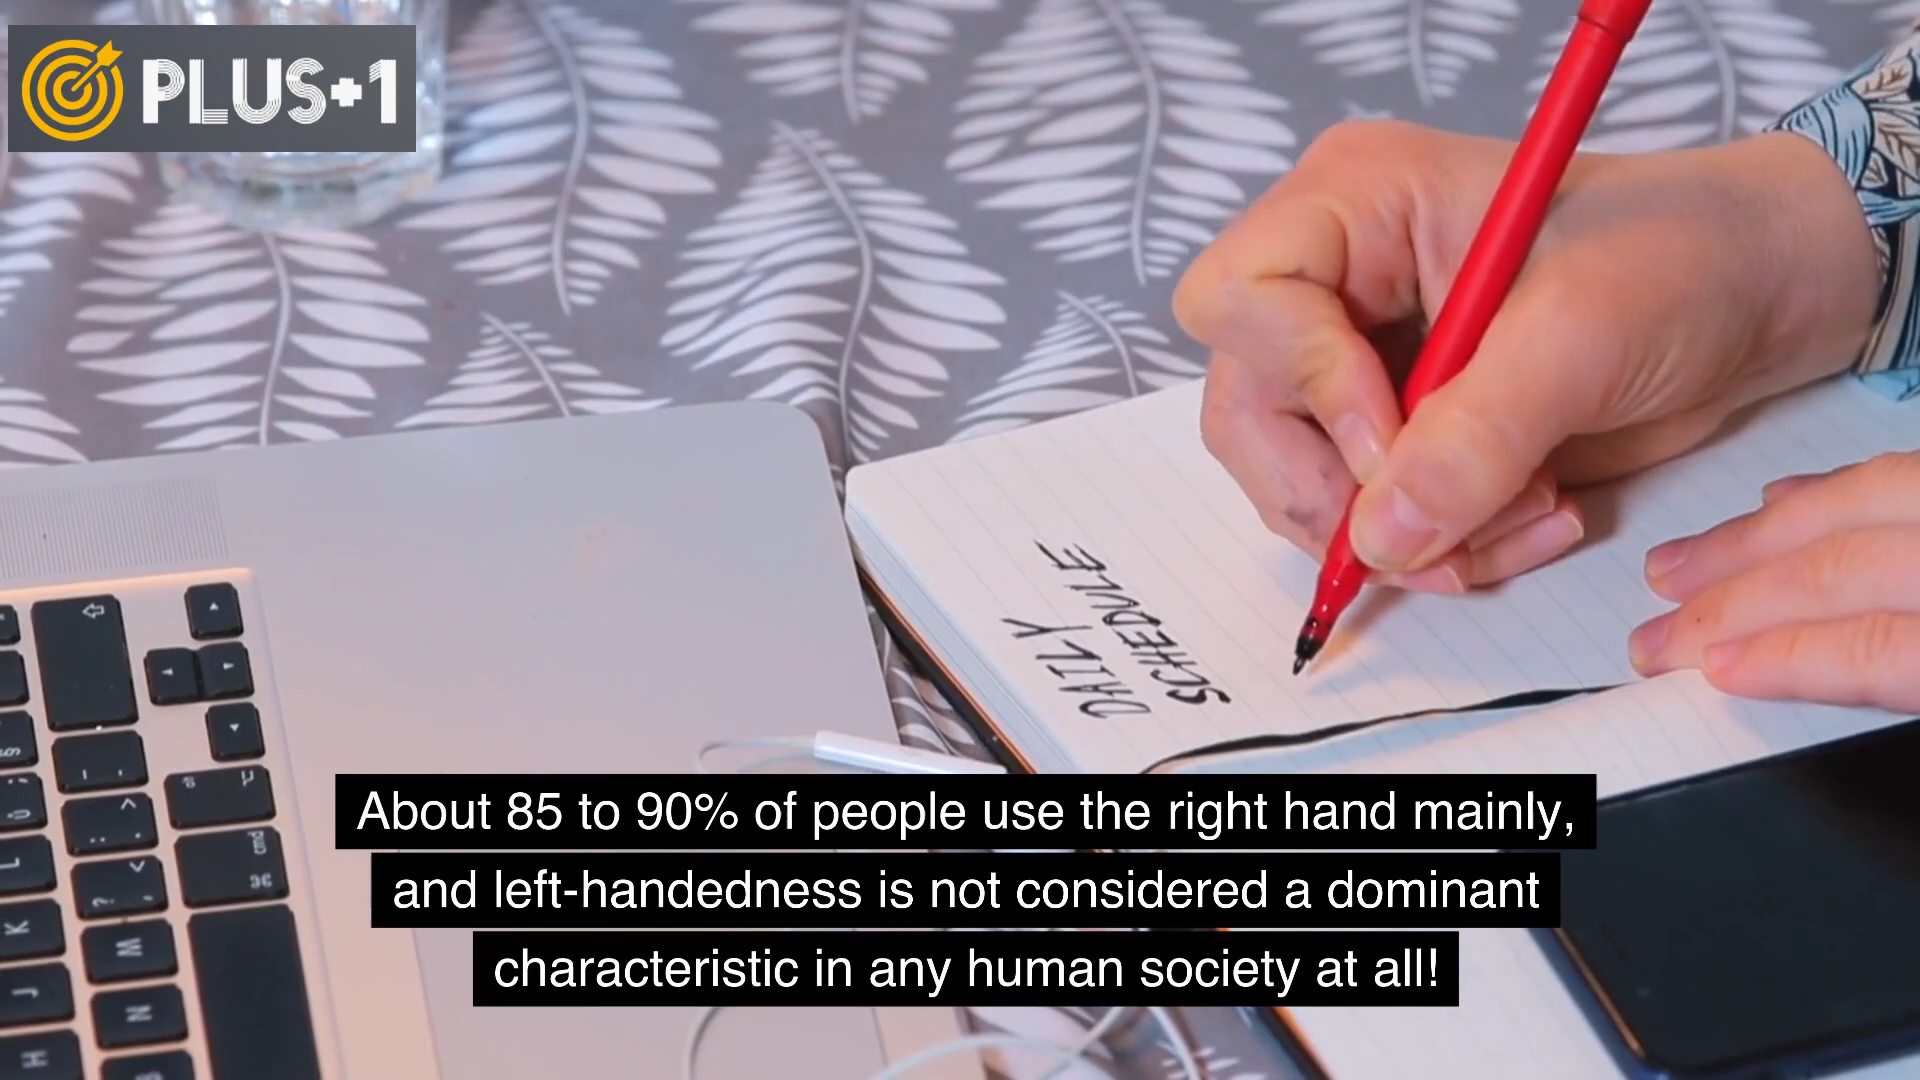 PLUS+1
DAILY
SCHEDULE
cmd
⌘
K
J
H
L
M
N
About 85 to 90% of people use the right hand mainly,
and left-handedness is not considered a dominant
characteristic in any human society at all!